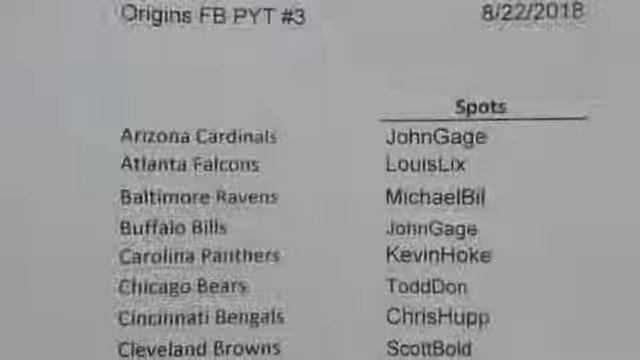 Origins FB PYT #3 8/22/2018
Spots
Arizona Cardinals JohnGage
Atlanta Falcons LouisLix
Baltimore Ravens MichaelBil
Buffalo Bills JohnGage
Carolina Panthers KevinHoke
Chicago Bears ToddDon
Cincinnati Bengals ChrisHupp
Cleveland Browns ScottBold